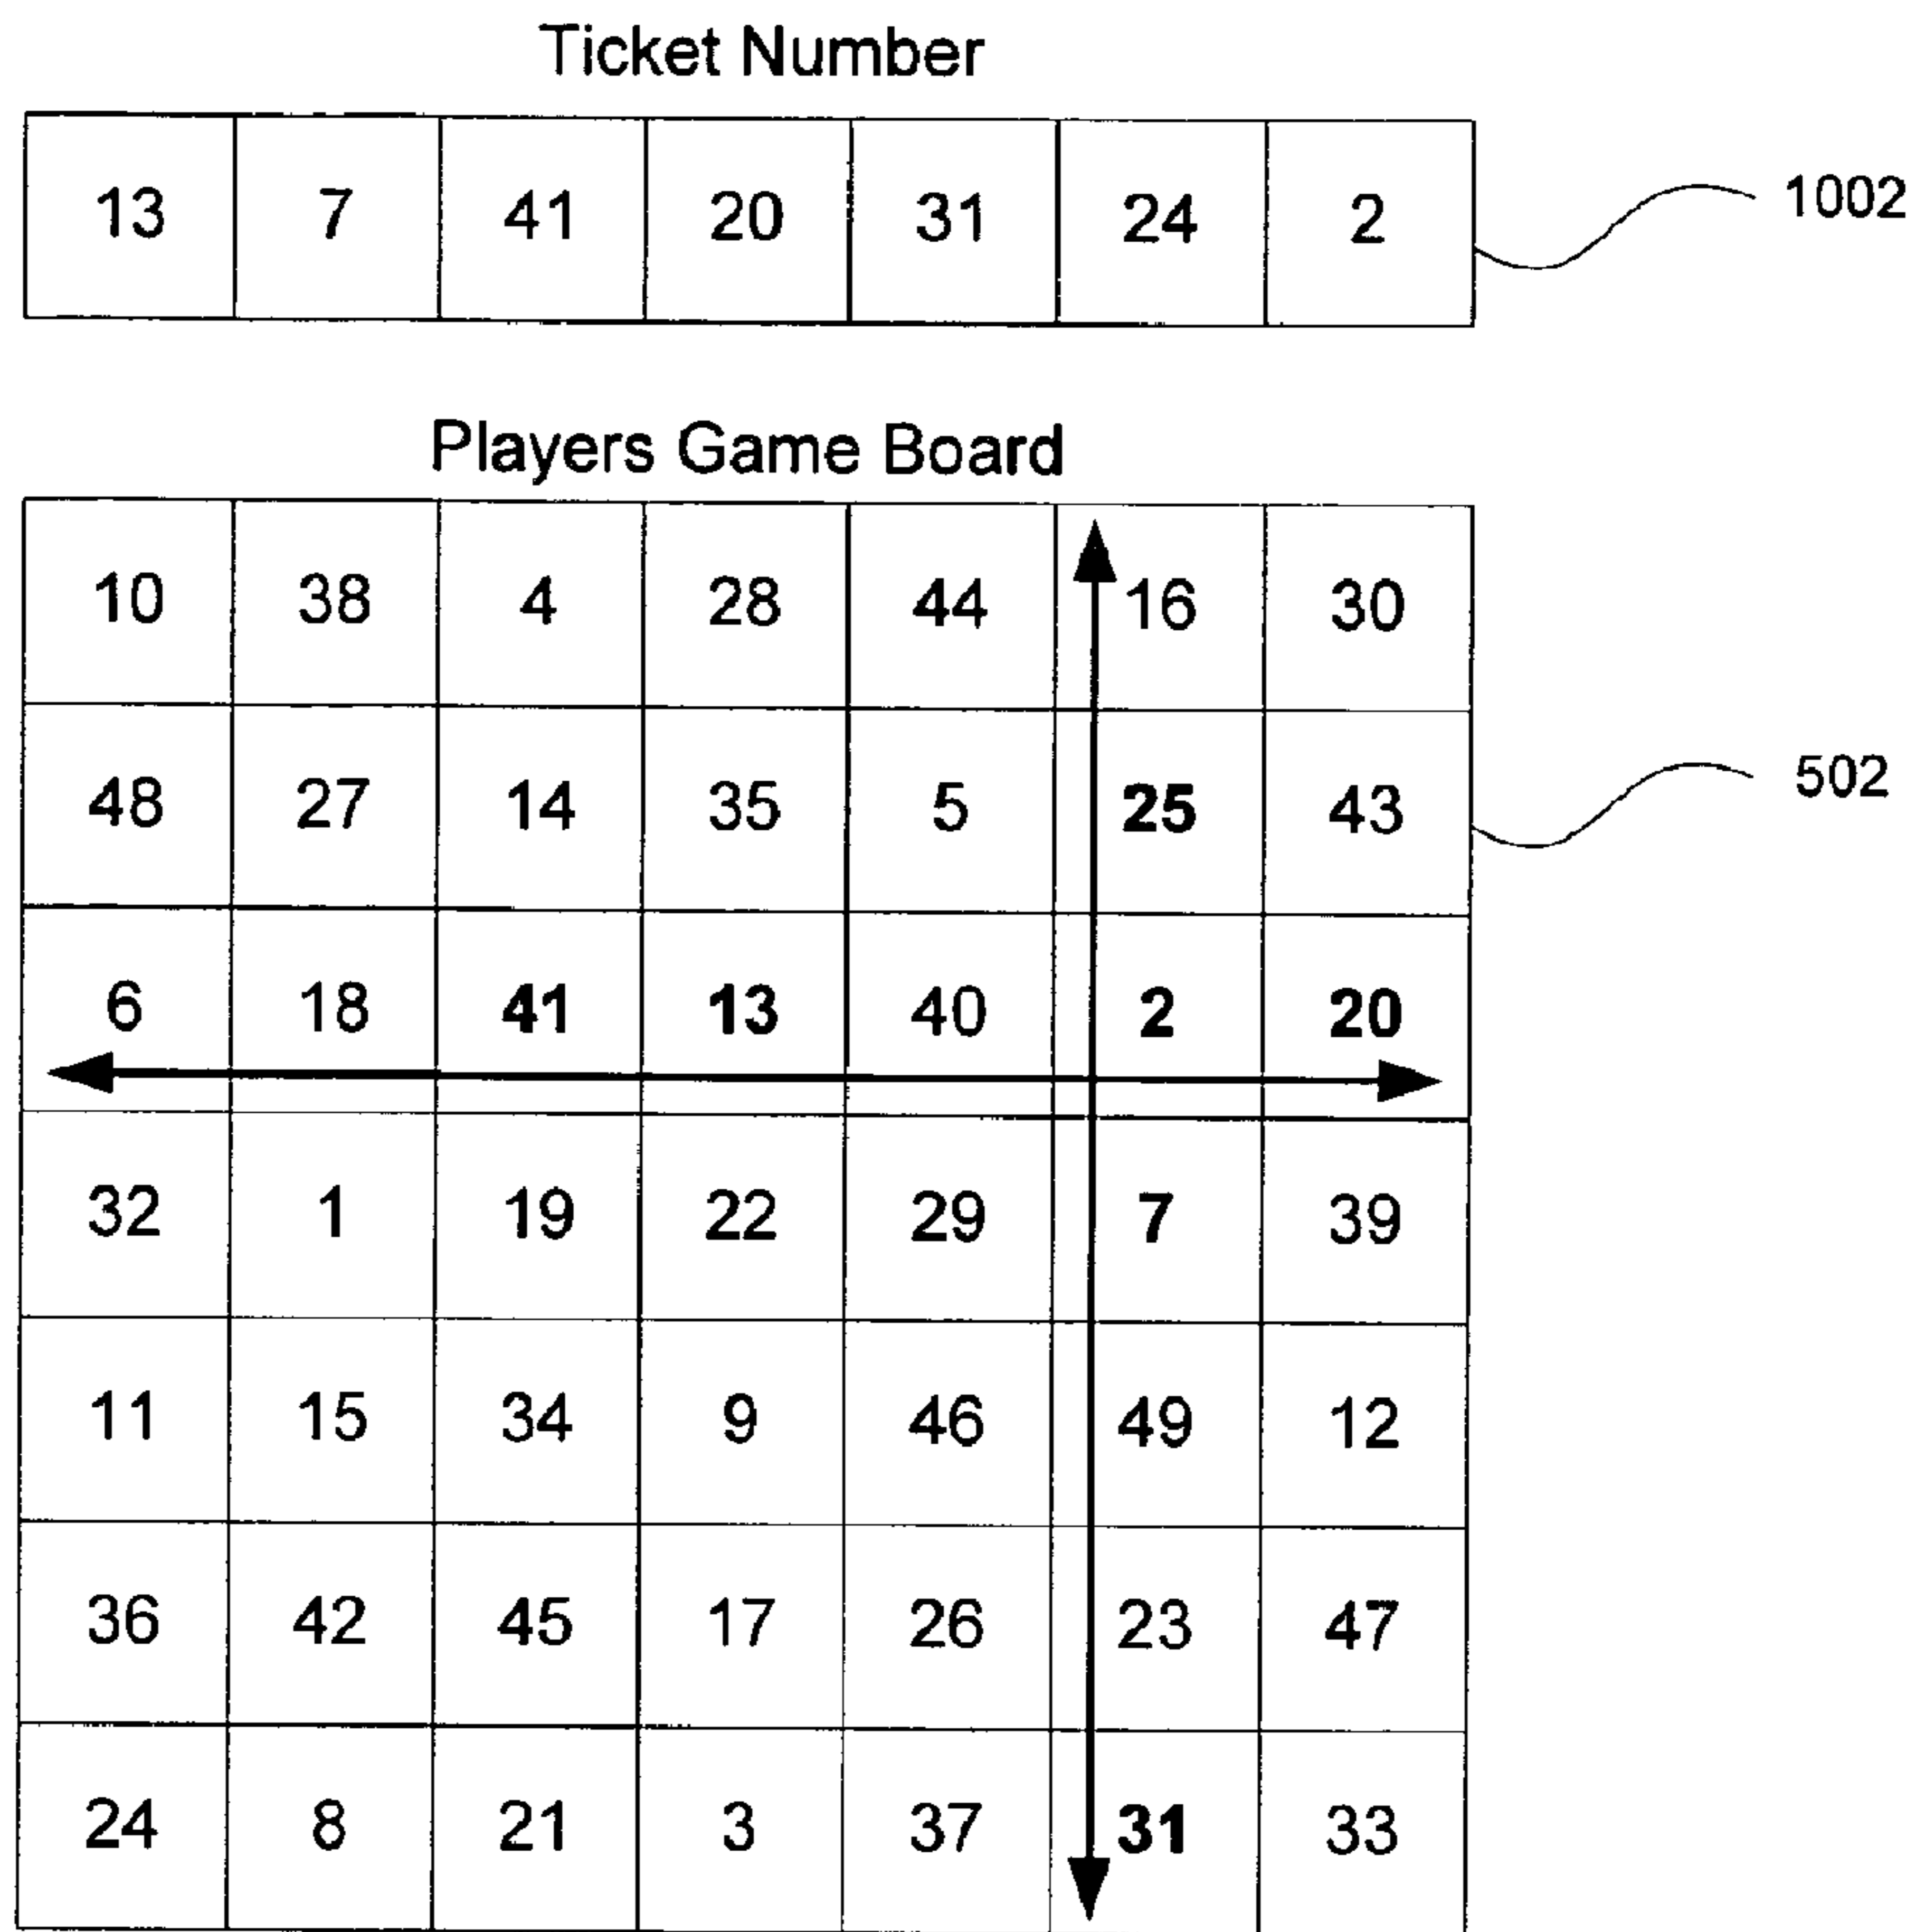 Ticket Number
13 7 41 20 31 24 2
1002
Players Game Board
10 38 4 28 44 16 30
48 27 14 35 5 25 43
502
6 18 41 13 40 2 20
32 1 19 22 29 7 39
11 15 34 9 46 49 12
36 42 45 17 26 23 47
24 8 21 3 37 31 33